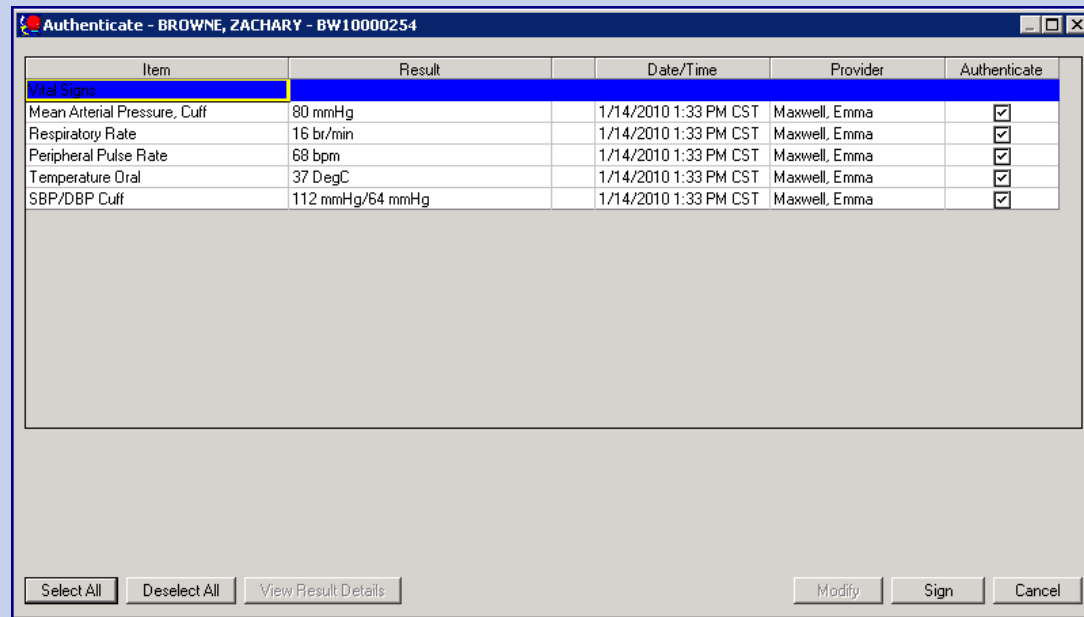 Authenticate - BROWNE, ZACHARY - BW10000254
Item Result Date/Time Provider Authenticate
Vital Signs
Mean Arterial Pressure, Cuff 80 mmHg 1/14/2010 1:33 PM CST Maxwell, Emma
Respiratory Rate 16 br/min 1/14/2010 1:33 PM CST Maxwell, Emma
Peripheral Pulse Rate 68 bpm 1/14/2010 1:33 PM CST Maxwell, Emma
Temperature Oral 37 DegC 1/14/2010 1:33 PM CST Maxwell, Emma
SBP/DBP Cuff 112 mmHg/64 mmHg 1/14/2010 1:33 PM CST Maxwell, Emma
Select All Deselect All View Result Details Modify Sign Cancel